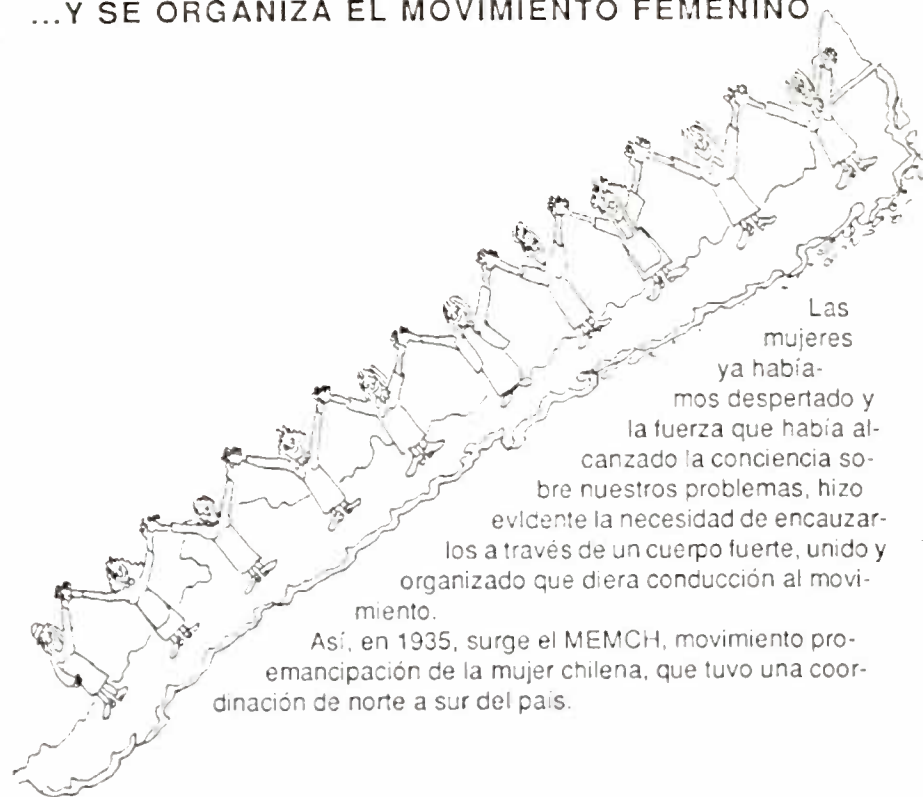 ...Y SE ORGANIZA EL MOVIMIENTO FEMENINO
Las
mujeres
ya había-
mos despertado y
la fuerza que había al-
canzado la conciencia so-
bre nuestros problemas, hizo
evidente la necesidad de encauzar-
los a través de un cuerpo fuerte, unido y
organizado que diera conducción al movi-
miento.
Así, en 1935, surge el MEMCH, movimiento pro-
emancipación de la mujer chilena, que tuvo una coor-
dinación de norte a sur del país.